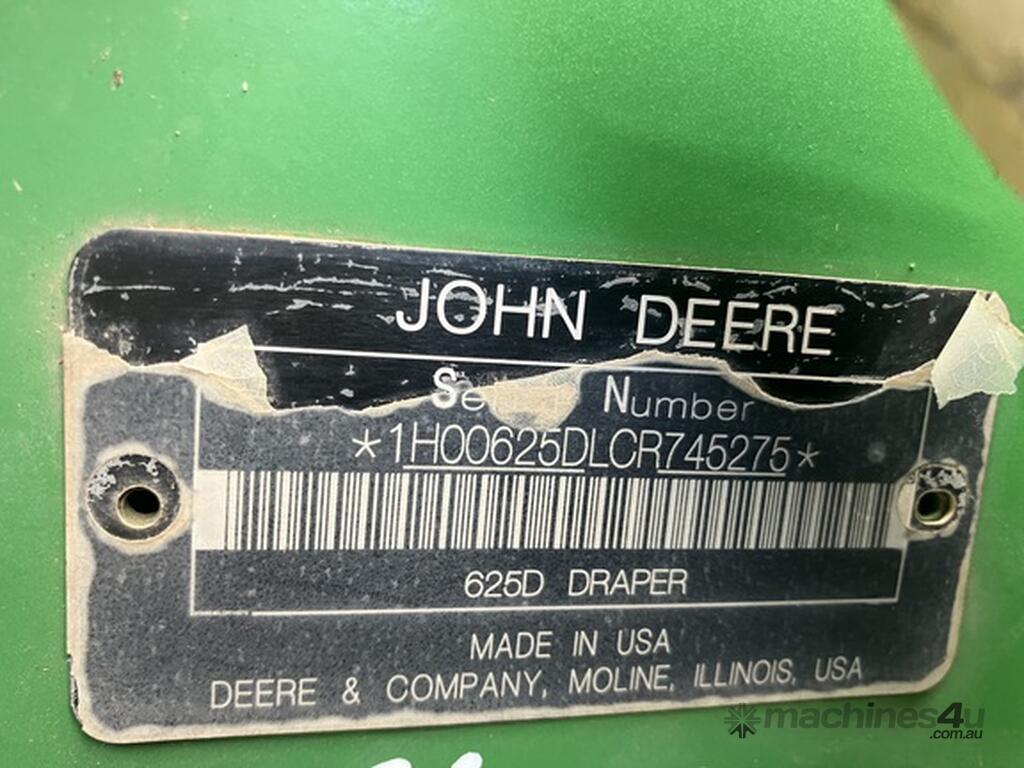 JOHN DEERE
Number
*1H00625DLCR745275*
625D DRAPER
MADE IN USA
DEERE & COMPANY, MOLINE, ILLINOIS, USA
machines4u
.com.au